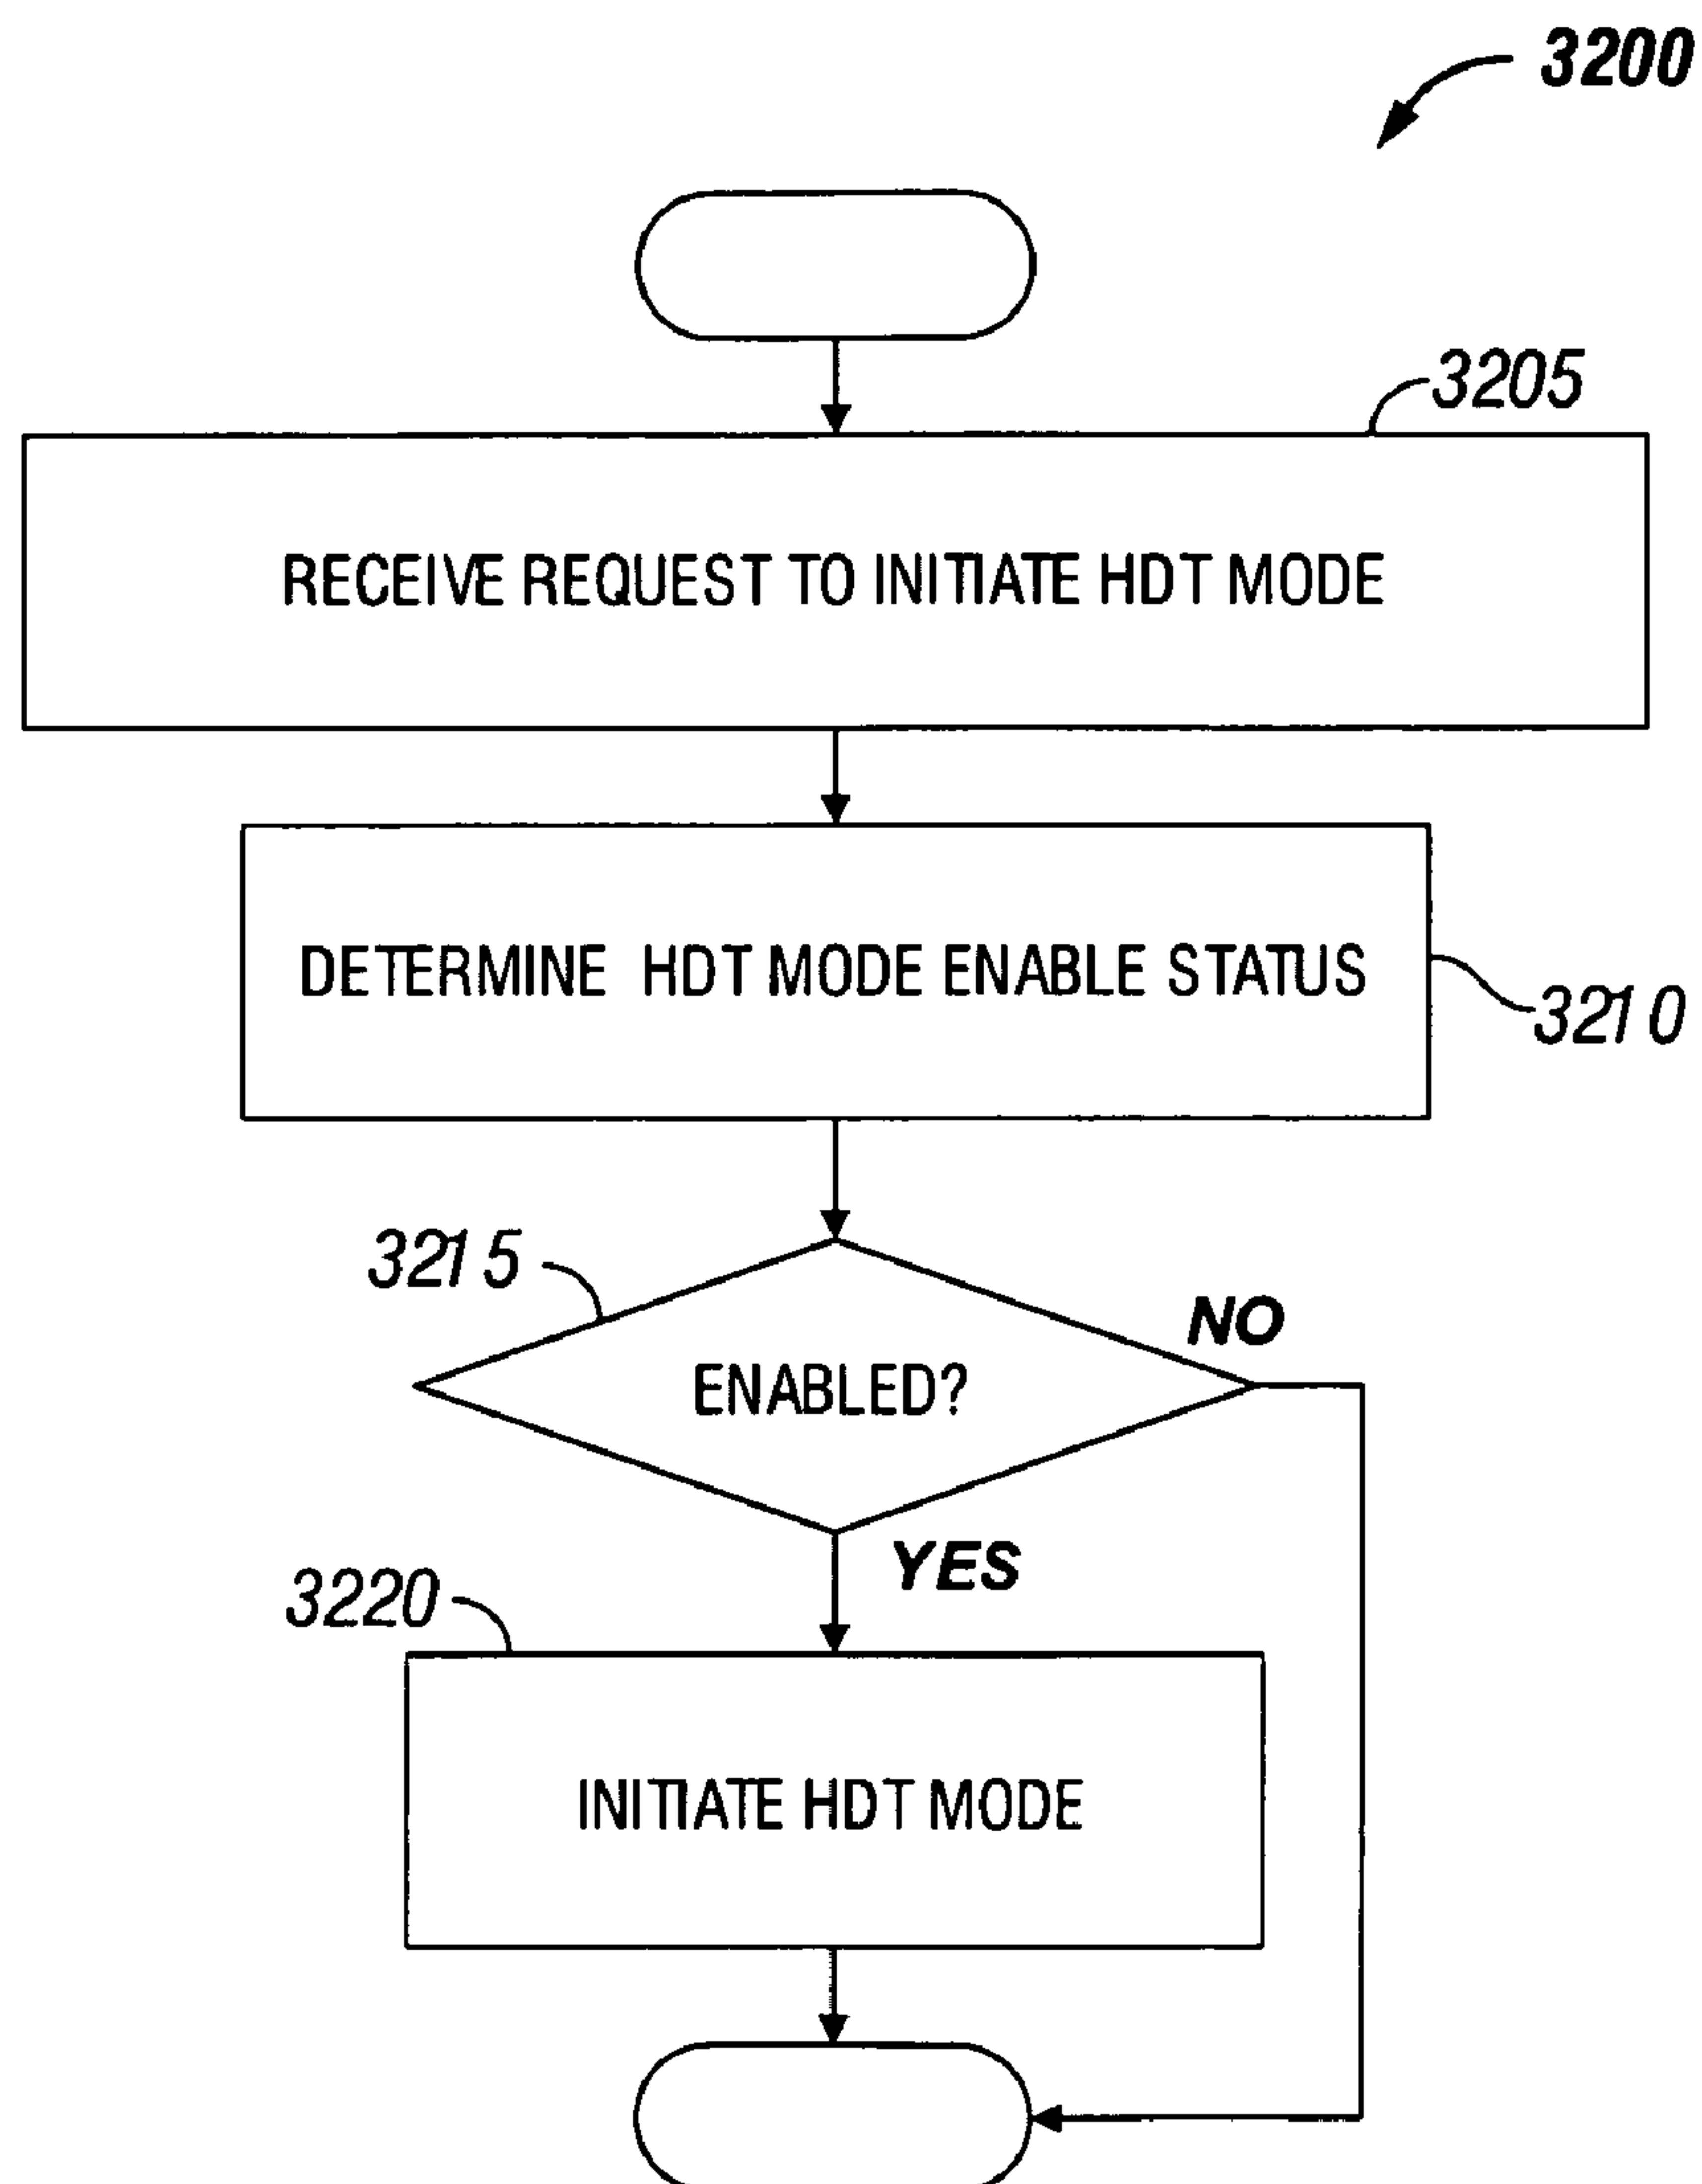 3200
3205
RECEIVE REQUEST TO INITIATE HDT MODE
DETERMINE HDT MODE ENABLE STATUS
3210
3215
NO
ENABLED?
YES
3220
INITIATE HDT MODE